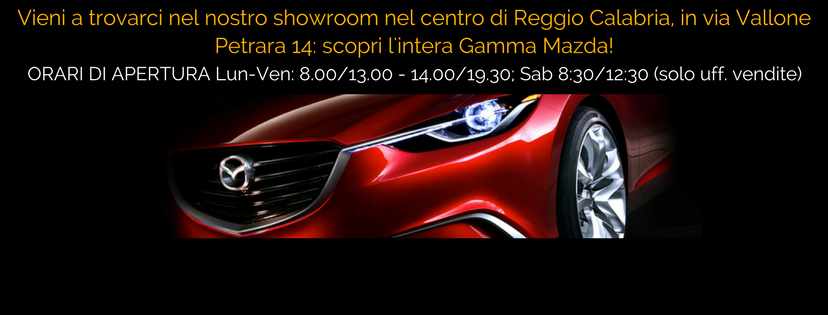 Vieni a trovarci nel nostro showroom nel centro di Reggio Calabria, in via Vallone
Petrara 14: scopri l'intera Gamma Mazda!
ORARI DI APERTURA Lun-Ven: 8.00/13.00 - 14.00/19.30; Sab 8:30/12:30 (solo uff. vendite)